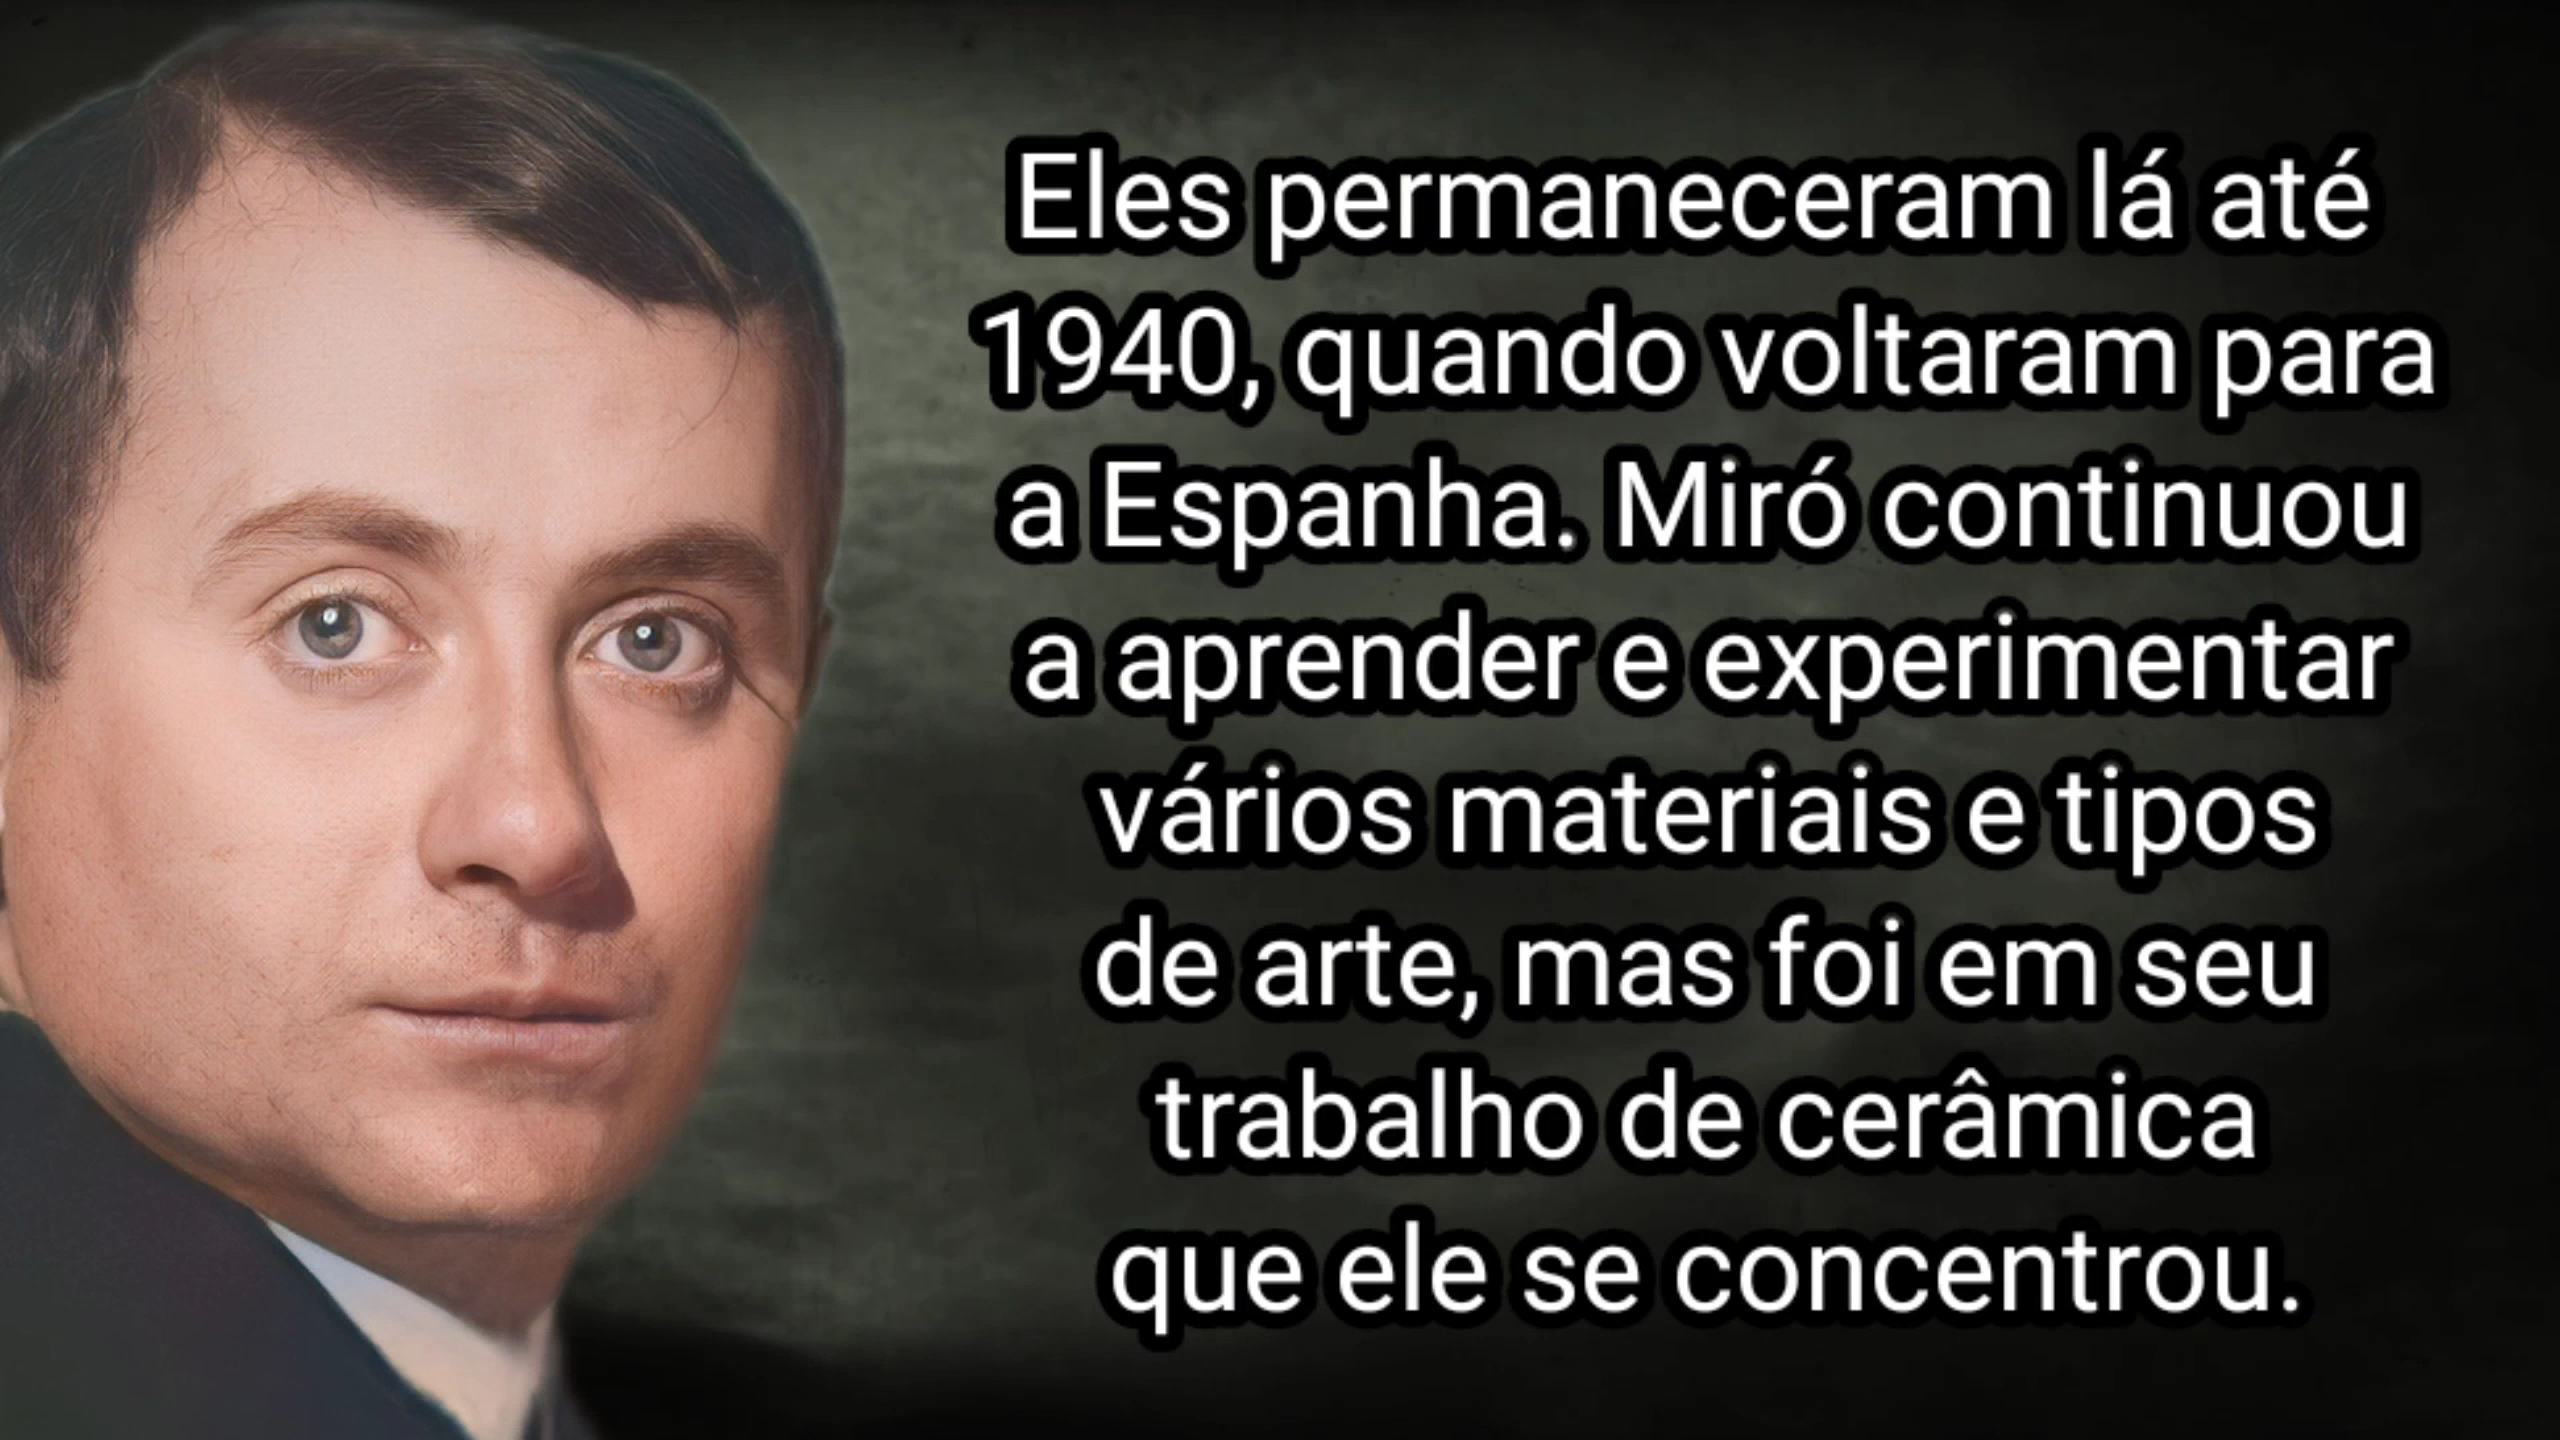 Eles permaneceram lá até
1940, quando voltaram para
a Espanha. Miró continuou
a aprender e experimentar
vários materiais e tipos
de arte, mas foi em seu
trabalho de cerâmica
que ele se concentrou.